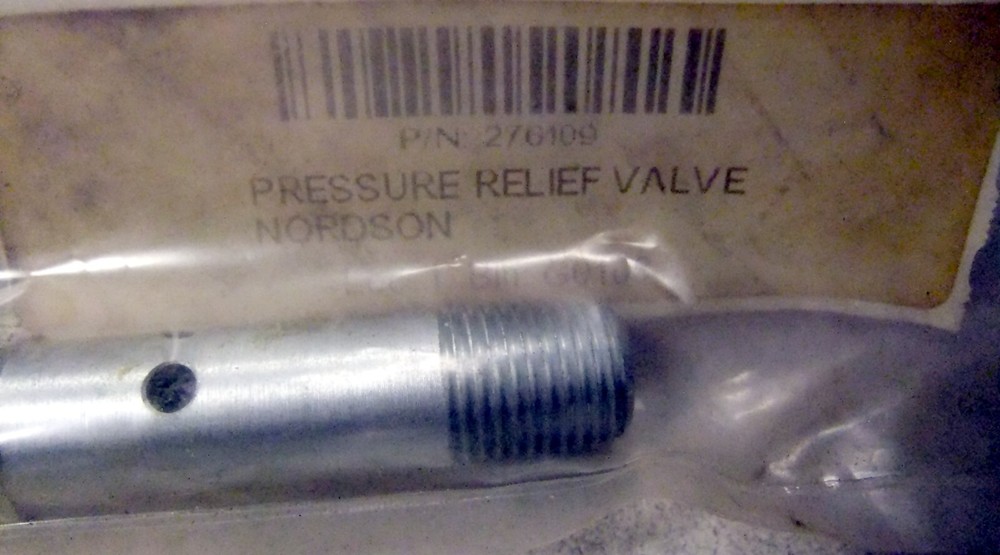 P/N: 276109
PRESSURE RELIEF VALVE
NORDSON